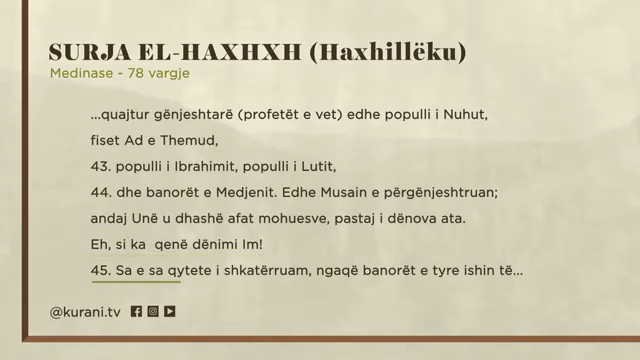 SURJA EL-HAXHXH (Haxhillëku)
Medinase - 78 vargje
...quajtur gënjeshtarë (profetët e vet) edhe populli i Nuhut,
fiset Ad e Themud,
43. populli i Ibrahimit, populli i Lutit,
44. dhe banorët e Medjenit. Edhe Musain e përgënjeshtruan;
andaj Unë u dhashë afat mohuesve, pastaj i dënova ata.
Eh, si ka qenë dënimi Im!
45. Sa e sa qytete i shkatërruam, ngaqë banorët e tyre ishin të...
@kurani.tv